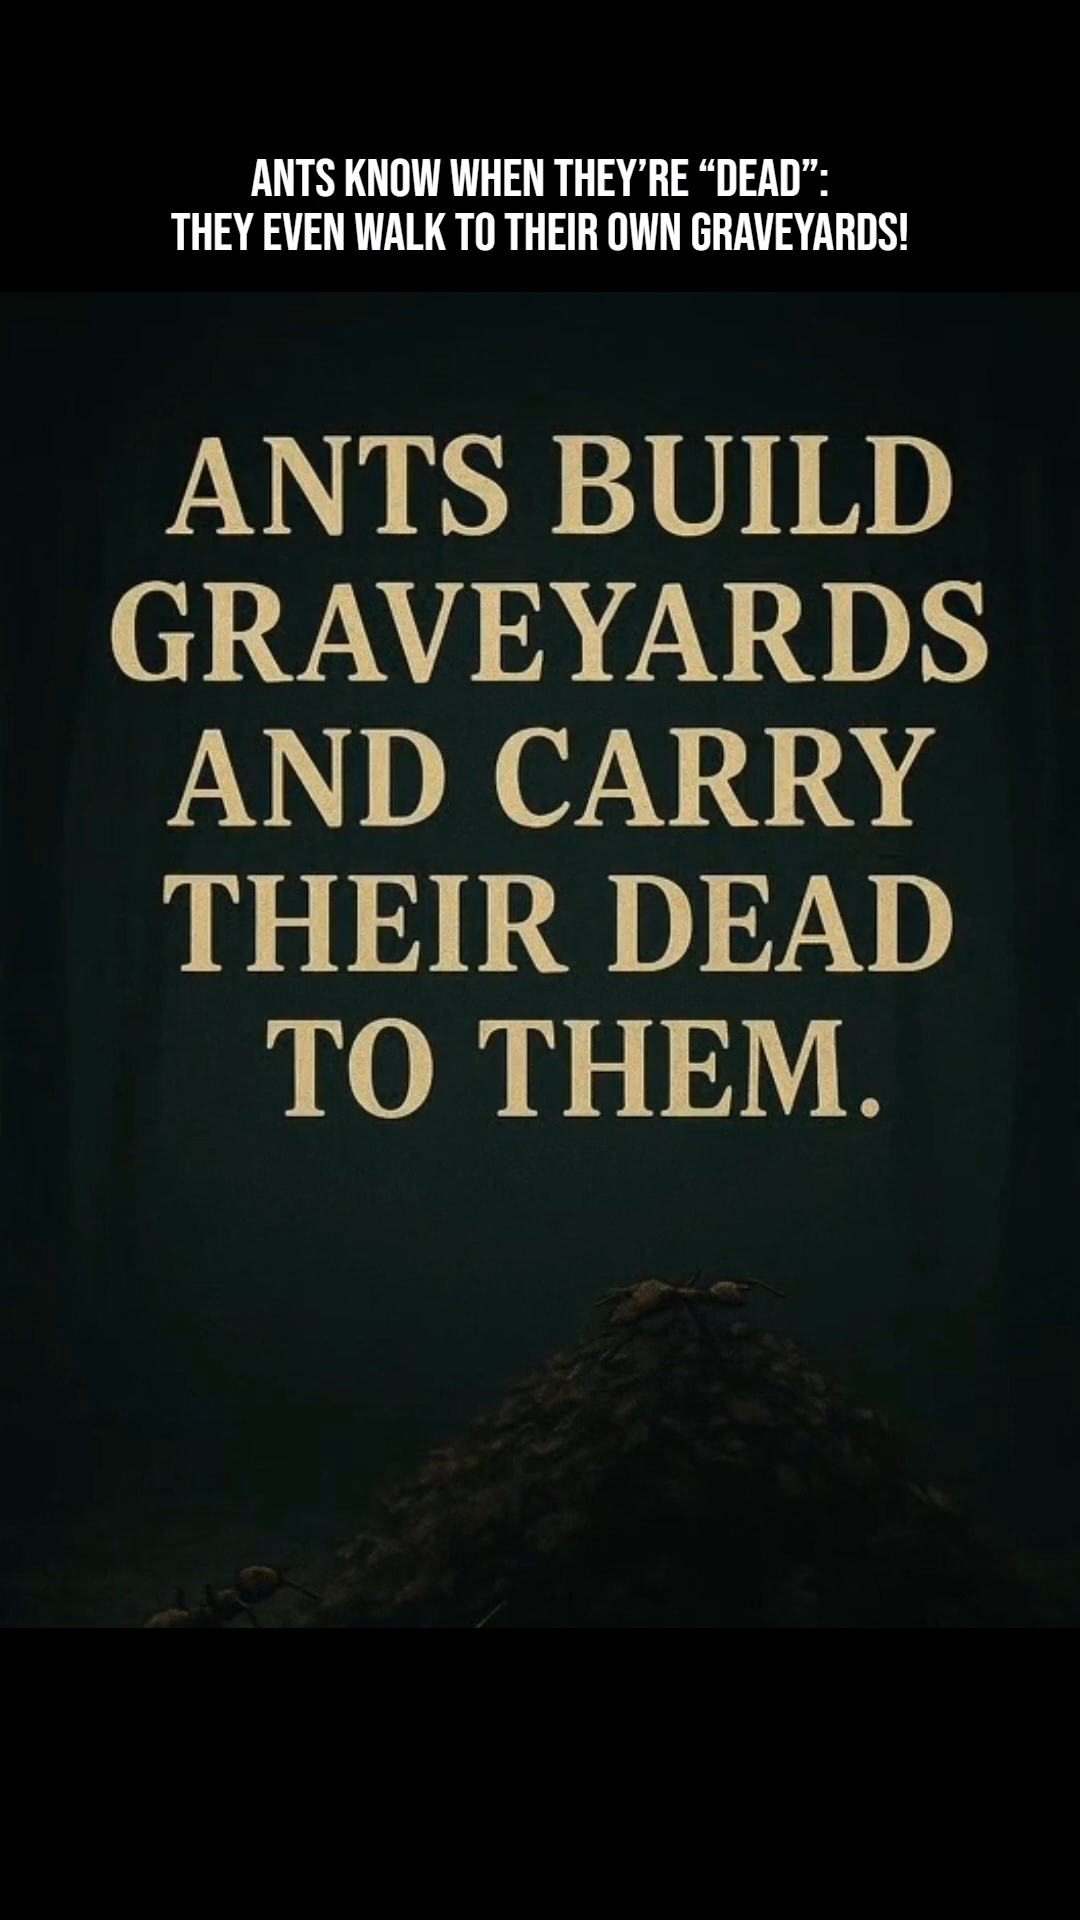 ANTS KNOW WHEN THEY’RE “DEAD”:
THEY EVEN WALK TO THEIR OWN GRAVEYARDS!
ANTS BUILD
GRAVEYARDS
AND CARRY
THEIR DEAD
TO THEM.